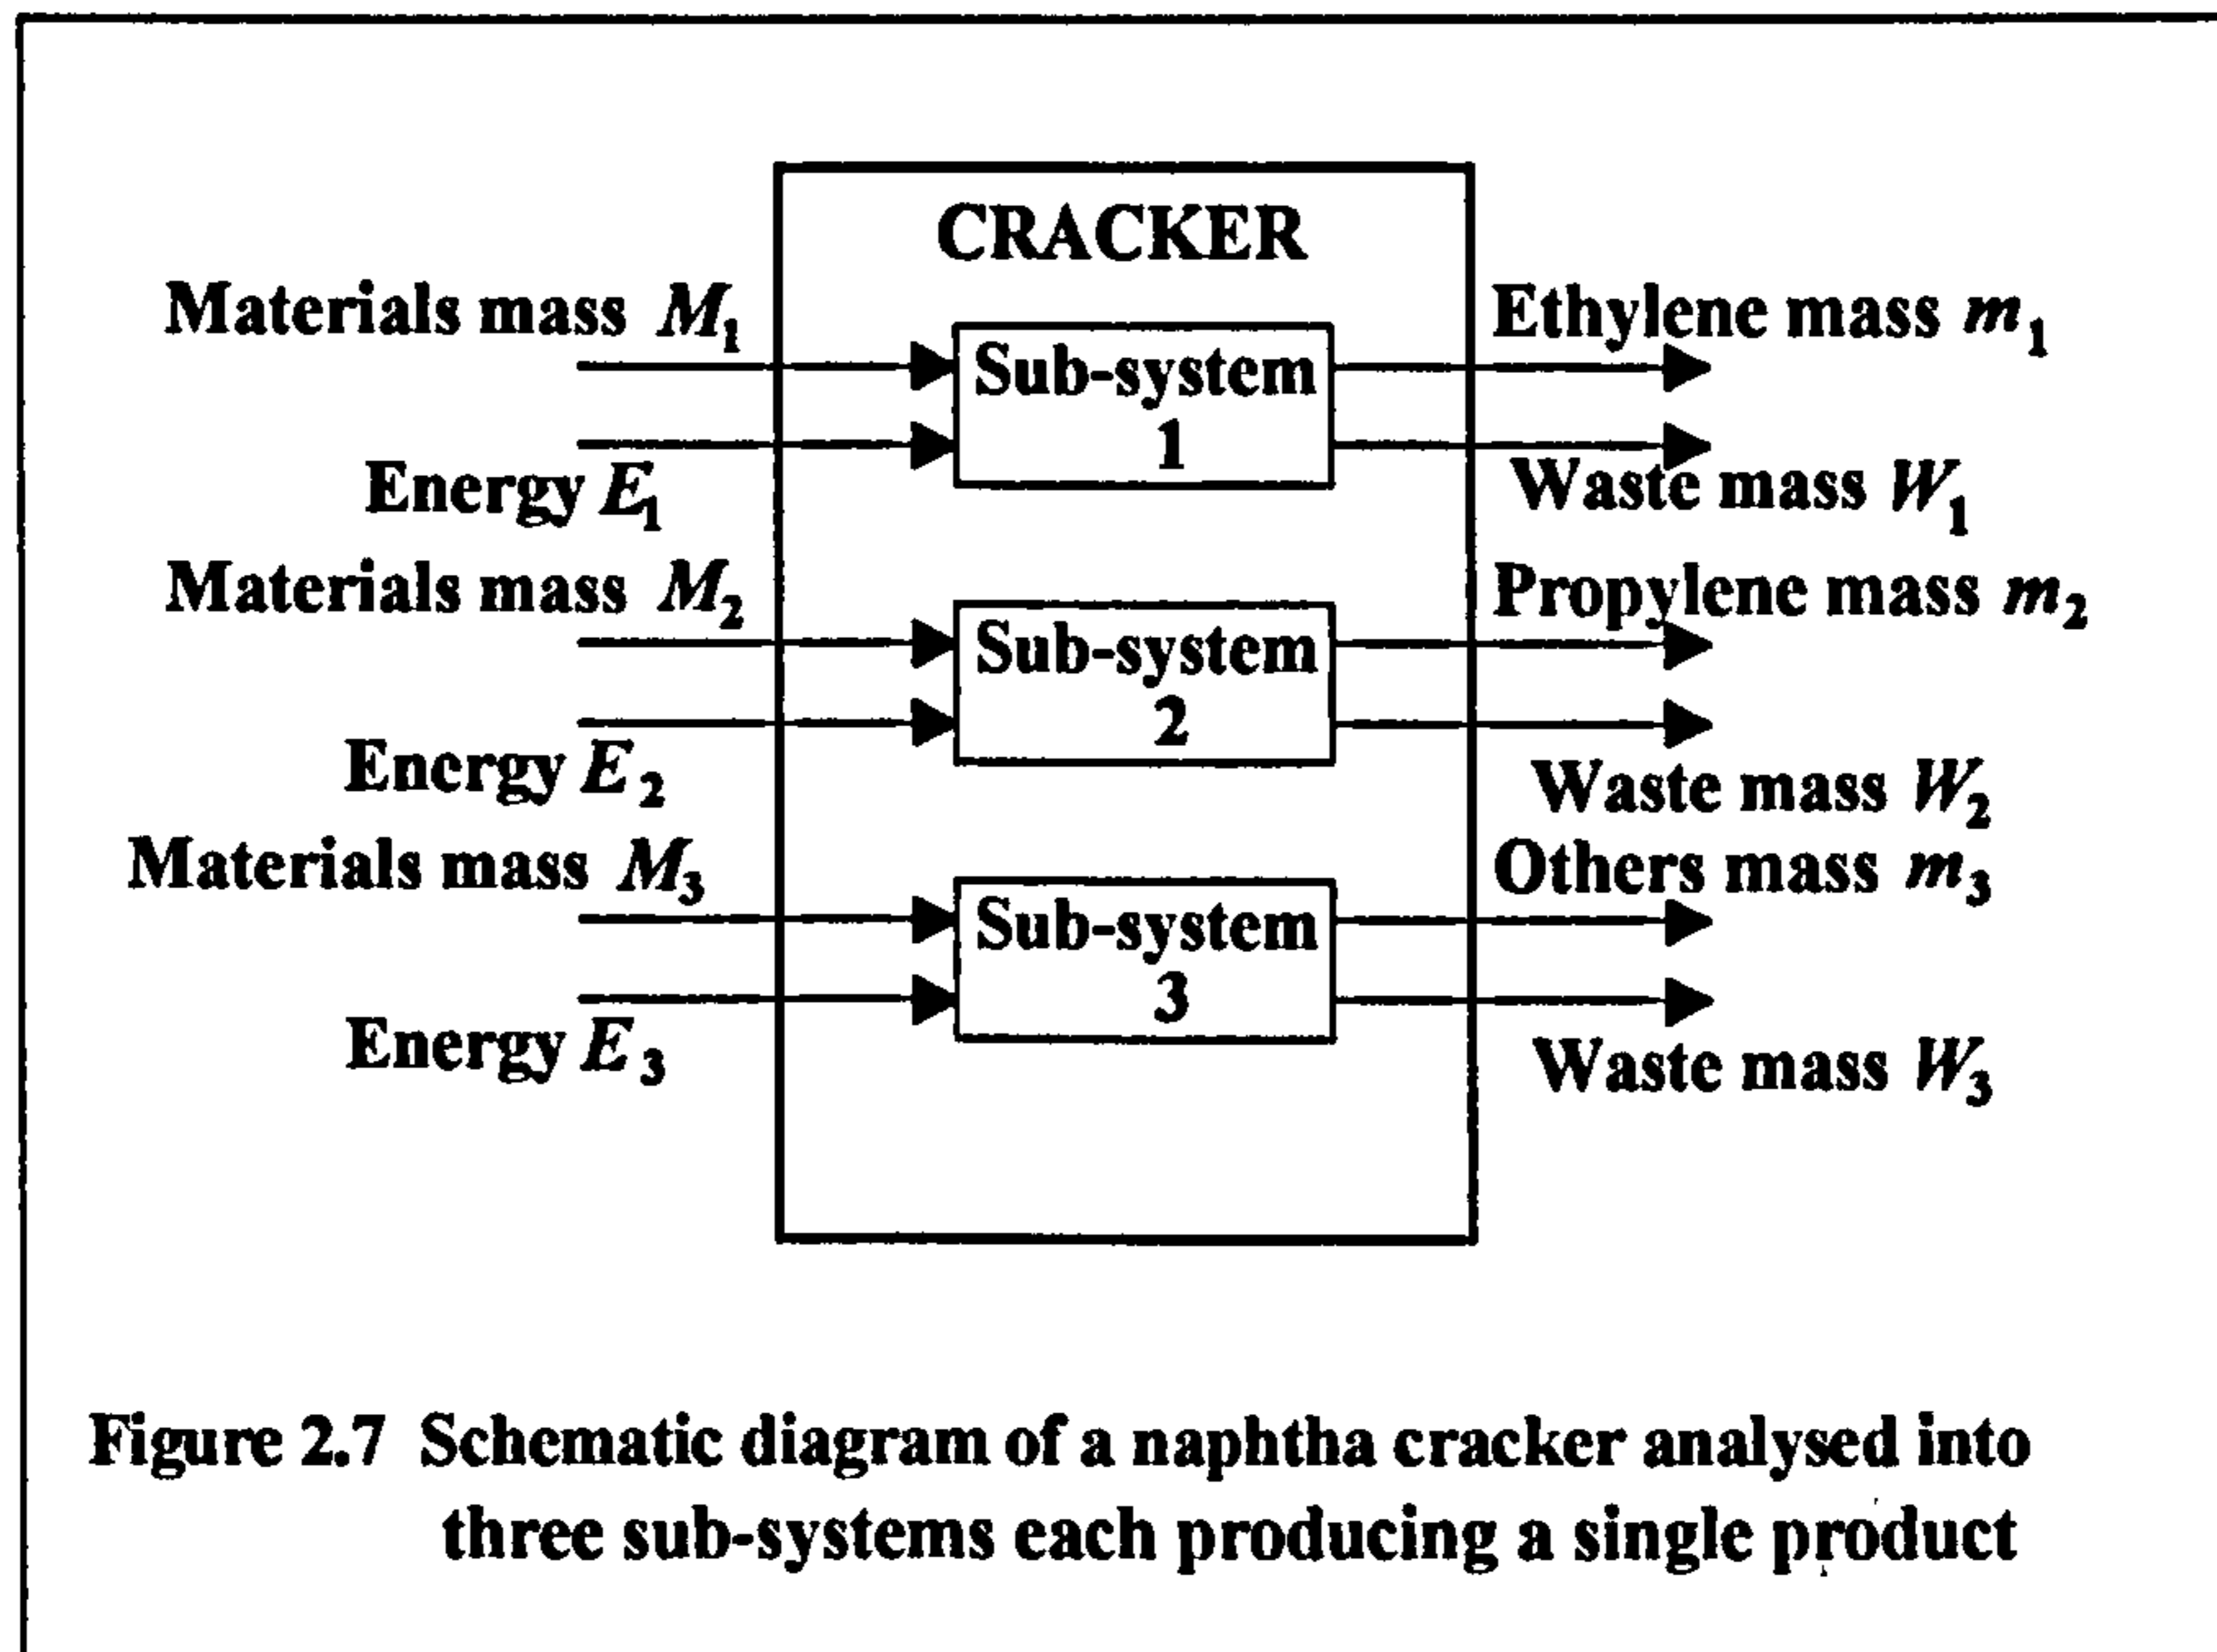 CRACKER
Materials mass M₁
Energy E₁
Sub-system
1
Ethylene mass m₁
Waste mass W₁
Materials mass M₂
Energy E₂
Sub-system
2
Propylene mass m₂
Waste mass W₂
Materials mass M₃
Energy E₃
Sub-system
3
Others mass m₃
Waste mass W₃
Figure 2.7 Schematic diagram of a naphtha cracker analysed into
three sub-systems each producing a single product